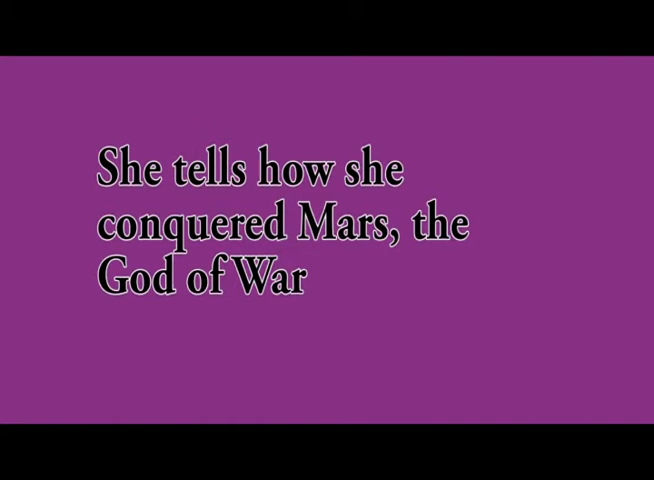 She tells how she
conquered Mars, the
God of War